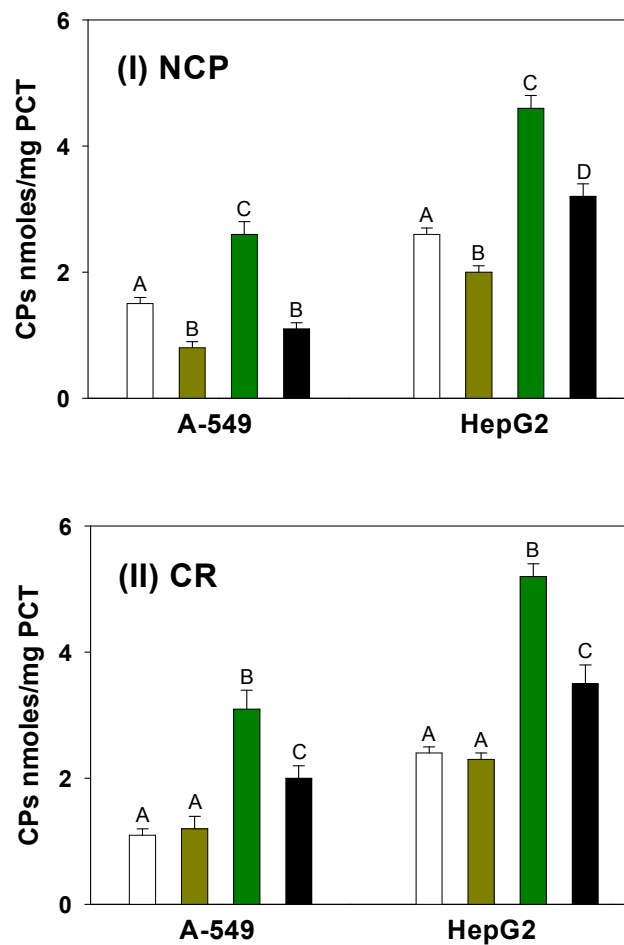 6
(I) NCP
C
4
CPs nmoles/mg PCT
D
A
C
B
2
A
B
B
0
A-549
HepG2
6
(II) CR
B
4
CPs nmoles/mg PCT
C
B
A
A
C
2
A
A
0
A-549
HepG2